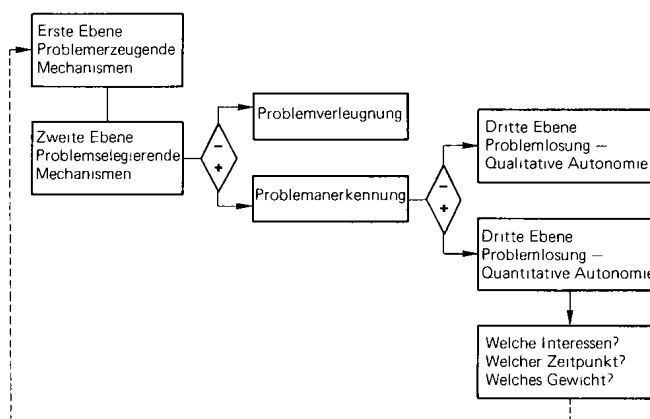 Erste Ebene
Problemerzeugende
Mechanismen
Zweite Ebene
Problemselegierende
Mechanismen
−
+
Problemverleugnung
Problemanerkennung
−
+
Dritte Ebene
Problemlosung —
Qualitative Autonomie
Dritte Ebene
Problemlosung —
Quantitative Autonomie
Welche Interessen?
Welcher Zeitpunkt?
Welches Gewicht?